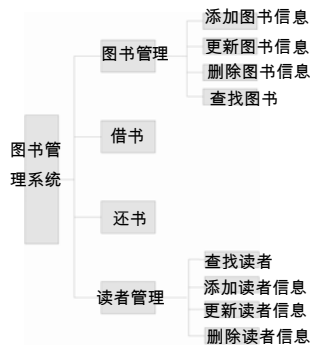 图书管
理系统
图书管理
添加图书信息
更新图书信息
删除图书信息
查找图书
借书
还书
读者管理
查找读者
添加读者信息
更新读者信息
删除读者信息